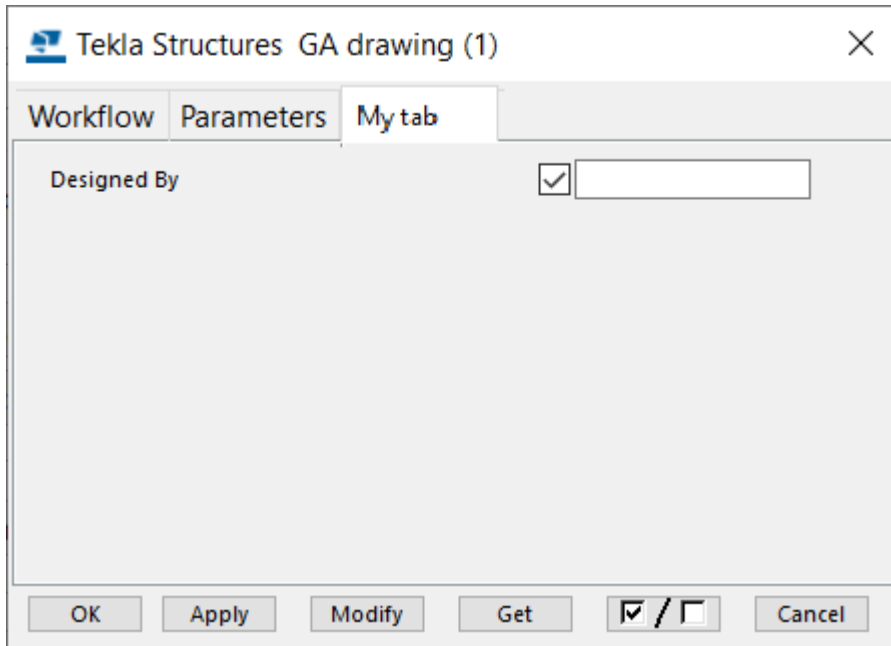 Tekla Structures GA drawing (1)
Workflow Parameters My tab
Designed By
OK Apply Modify Get / Cancel